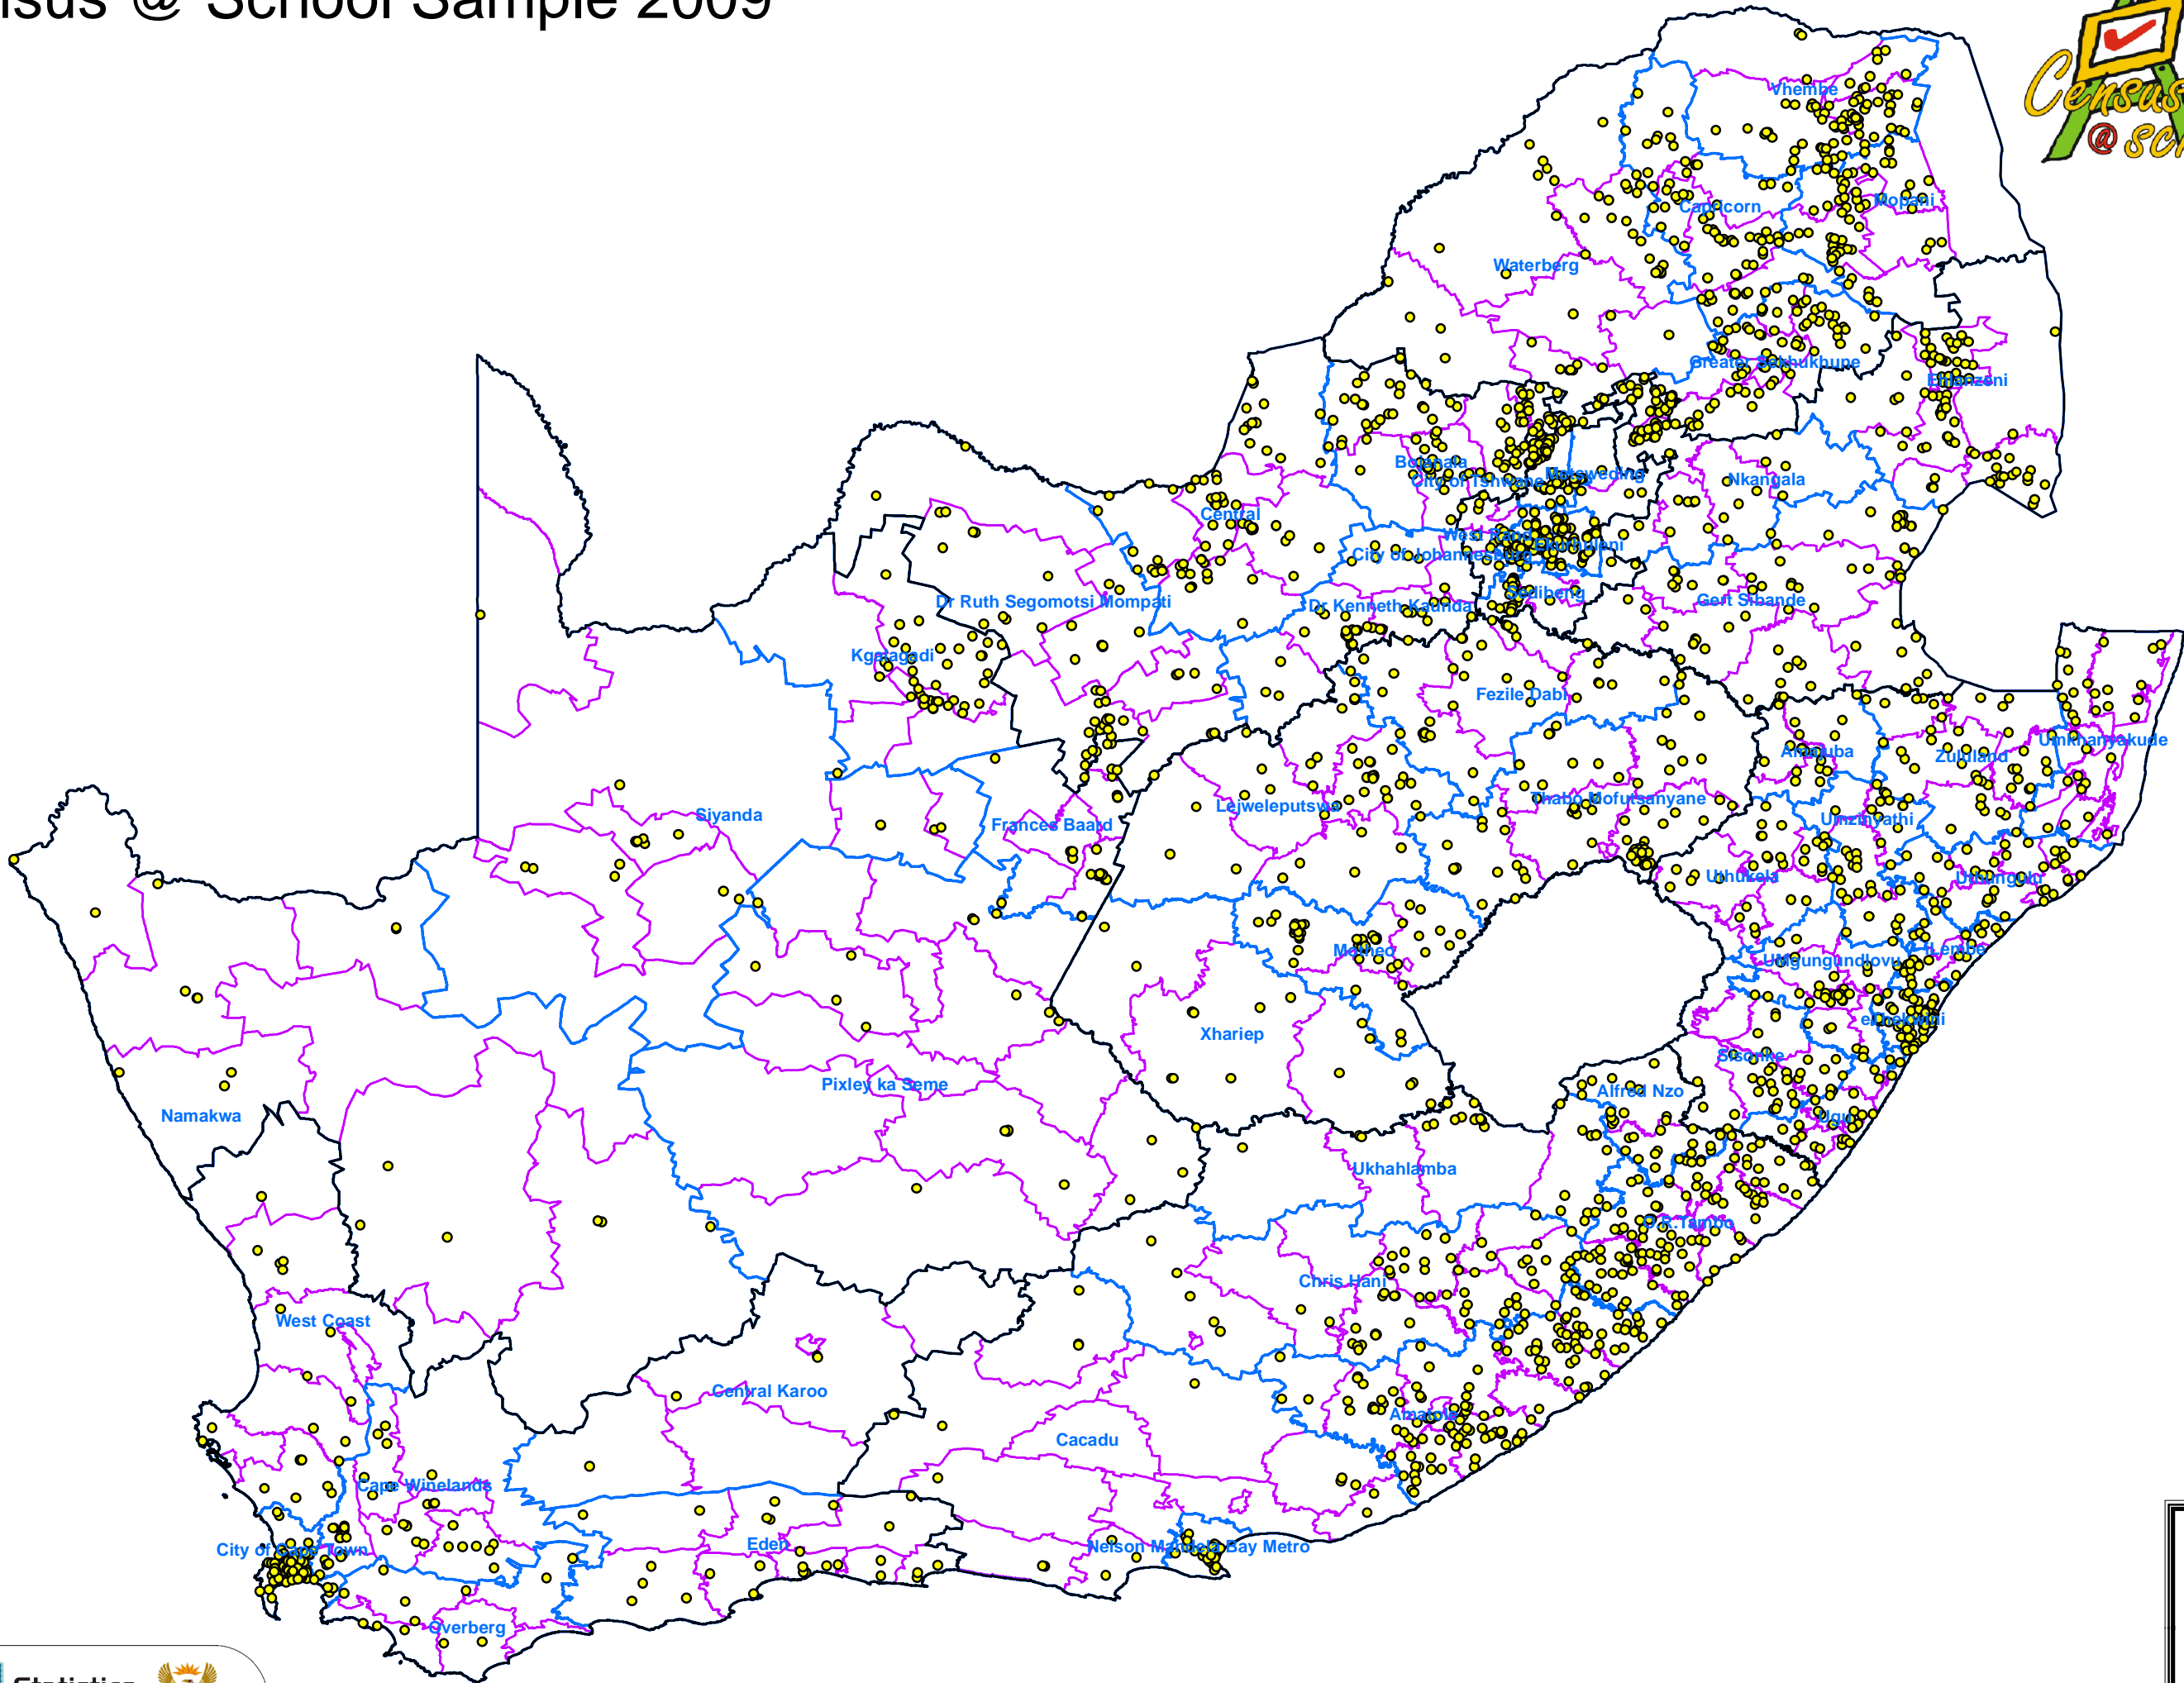 @ School Sample 2009
Census
@
Vhembe
Mopani
Capricorn
Waterberg
Greater Sekhukhune
Ehlanzeni
Bojanala
City of Tshwane
Metsweding
Nkangala
Central
West Rand
Ekurhuleni
City of Johannesburg
Sedibeng
Dr Ruth Segomotsi Mompati
Dr Kenneth Kaunda
Gert Sibande
Kgalagadi
Fezile Dabi
Umkhanyakude
Amajuba
Zululand
Siyanda
Lejweleputswa
Thabo Mofutsanyane
Frances Baard
Umzinyathi
Uthukela
Uthungulu
Motheo
iLembe
UMgungundlovu
Xhariep
eThekwini
Sisonke
Pixley ka Seme
Alfred Nzo
Namakwa
Ugu
Ukhahlamba
O.R.Tambo
Chris Hani
West Coast
Central Karoo
Amatole
Cacadu
Cape Winelands
Eden
Nelson Mandela Bay Metro
City of Cape Town
Overberg